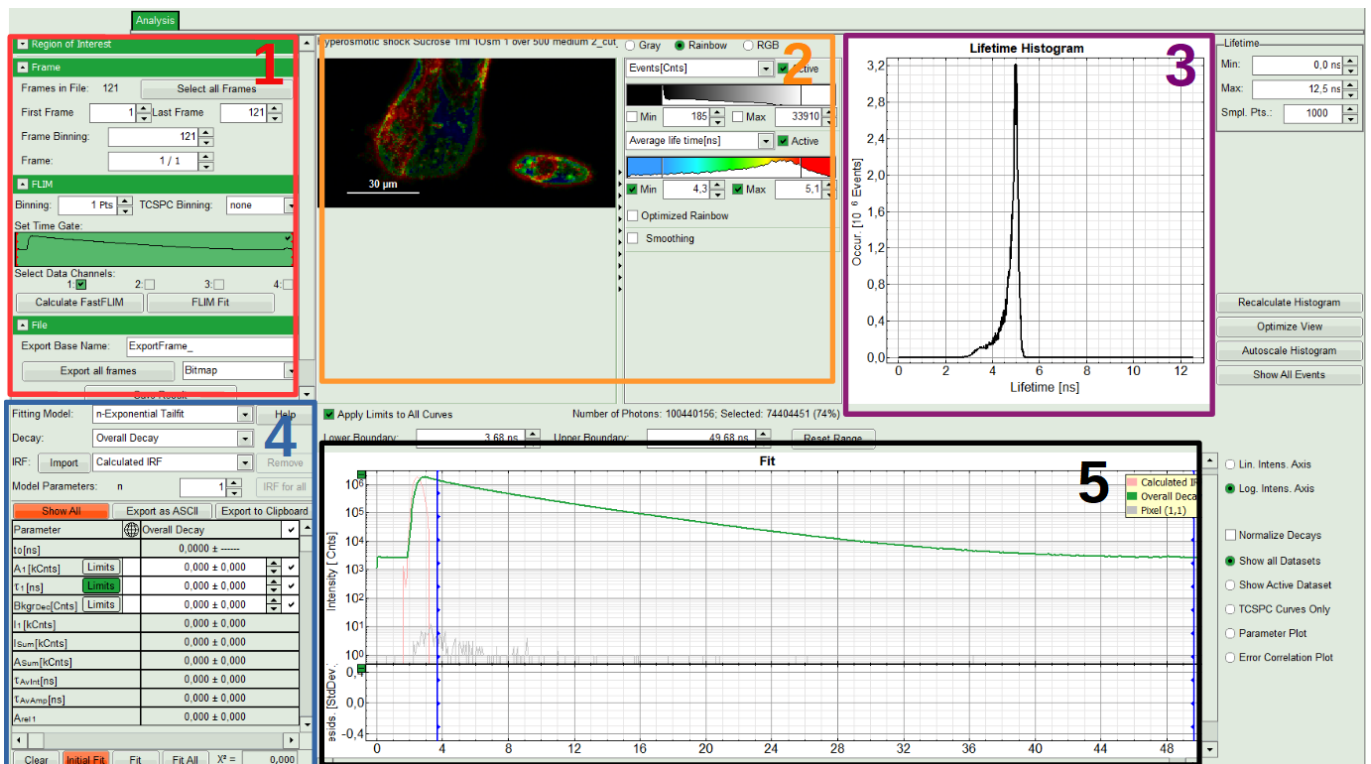 Analysis
Region of Interest
1
Frame
Frames in File: 121 Select all Frames
First Frame 1 Last Frame 121
Frame Binning: 121
Frame: 1 / 1
FLIM
Binning: 1 Pts TCSPC Binning: none
Set Time Gate:
Select Data Channels:
1: 2: 3: 4:
Calculate FastFLIM FLIM Fit
File
Export Base Name: ExportFrame_
Export all frames Bitmap
Save Result
Hyperosmotic shock Sucrose 1ml 1Osm 1 over 500 medium 2_cut
30 µm
Gray Rainbow RGB
2
Events[Cnts] Active
Min 185 Max 33910
Average life time[ns] Active
Min 4,3 Max 5,1
Optimized Rainbow
Smoothing
Lifetime Histogram
3
Occur. [10 6 Events]
3,2
2,8
2,4
2,0
1,6
1,2
0,8
0,4
0,0
0 2 4 6 8 10 12
Lifetime [ns]
Lifetime
Min: 0,0 ns
Max: 12,5 ns
Smpl. Pts.: 1000
Recalculate Histogram
Optimize View
Autoscale Histogram
Show All Events
Fitting Model: n-Exponential Tailfit Help
4
Decay: Overall Decay
IRF: Import Calculated IRF Remove
Model Parameters: n 1 IRF for all
Show All Export as ASCII Export to Clipboard
Parameter Overall Decay
to[ns] 0,0000 ± ------
A1[kCnts] Limits 0,000 ± 0,000
τ1[ns] Limits 0,000 ± 0,000
BkgrDec[Cnts] Limits 0,000 ± 0,000
I1[kCnts] 0,000 ± 0,000
ISum[kCnts] 0,000 ± 0,000
ASum[kCnts] 0,000 ± 0,000
τAvInt[ns] 0,000 ± 0,000
τAvAmp[ns] 0,000 ± 0,000
Arel1 0,000 ± 0,000
Clear Initial Fit Fit Fit All X² = 0,000
Apply Limits to All Curves Number of Photons: 100440156; Selected: 74404451 (74%)
Lower Boundary: 3,68 ns Upper Boundary: 49,68 ns Reset Range
Fit
5
Calculated IR
Overall Deca
Pixel (1,1)
Intensity [Cnts]
10⁶
10⁵
10⁴
10³
10²
10¹
10⁰
esids. [StdDev.]
0,4
0,0
-0,4
0 4 8 12 16 20 24 28 32 36 40 44 48
Lin. Intens. Axis
Log. Intens. Axis
Normalize Decays
Show all Datasets
Show Active Dataset
TCSPC Curves Only
Parameter Plot
Error Correlation Plot